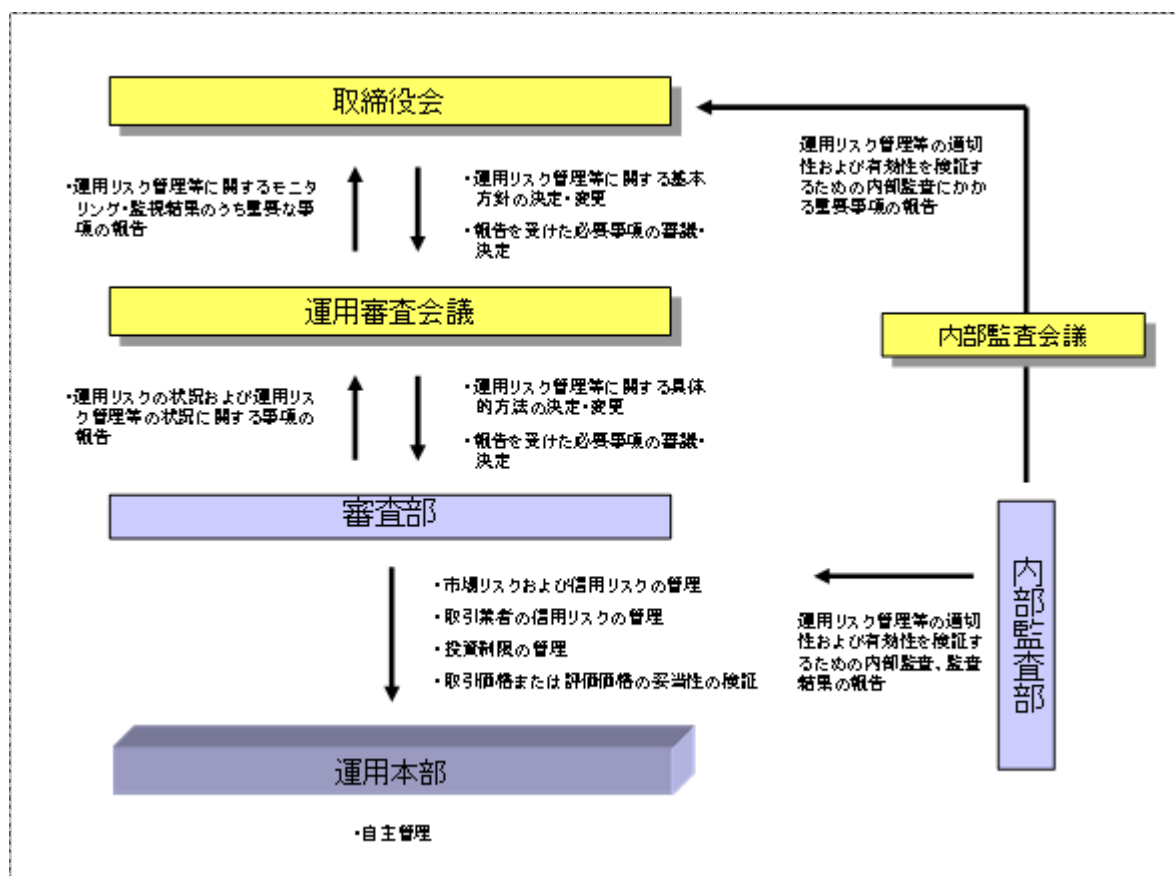 取締役会
・運用リスク管理等に関するモニタ
リング・監視結果のうち重要な事
項の報告
・運用リスク管理等に関する基本
方針の決定・変更
・報告を受けた必要事項の審議・
決定
運用リスク管理等の適切
性および有効性を検証す
るための内部監査にかか
る重要事項の報告
運用審査会議
内部監査会議
・運用リスクの状況および運用リス
ク管理等の状況に関する事項の
報告
・運用リスク管理等に関する具体
的方法の決定・変更
・報告を受けた必要事項の審議・
決定
審査部
内部監査部
・市場リスクおよび信用リスクの管理
・取引業者の信用リスクの管理
・投資制限の管理
・取引価格または評価価格の妥当性の検証
運用リスク管理等の適切
性および有効性を検証す
るための内部監査、監査
結果の報告
運用本部
・自主管理